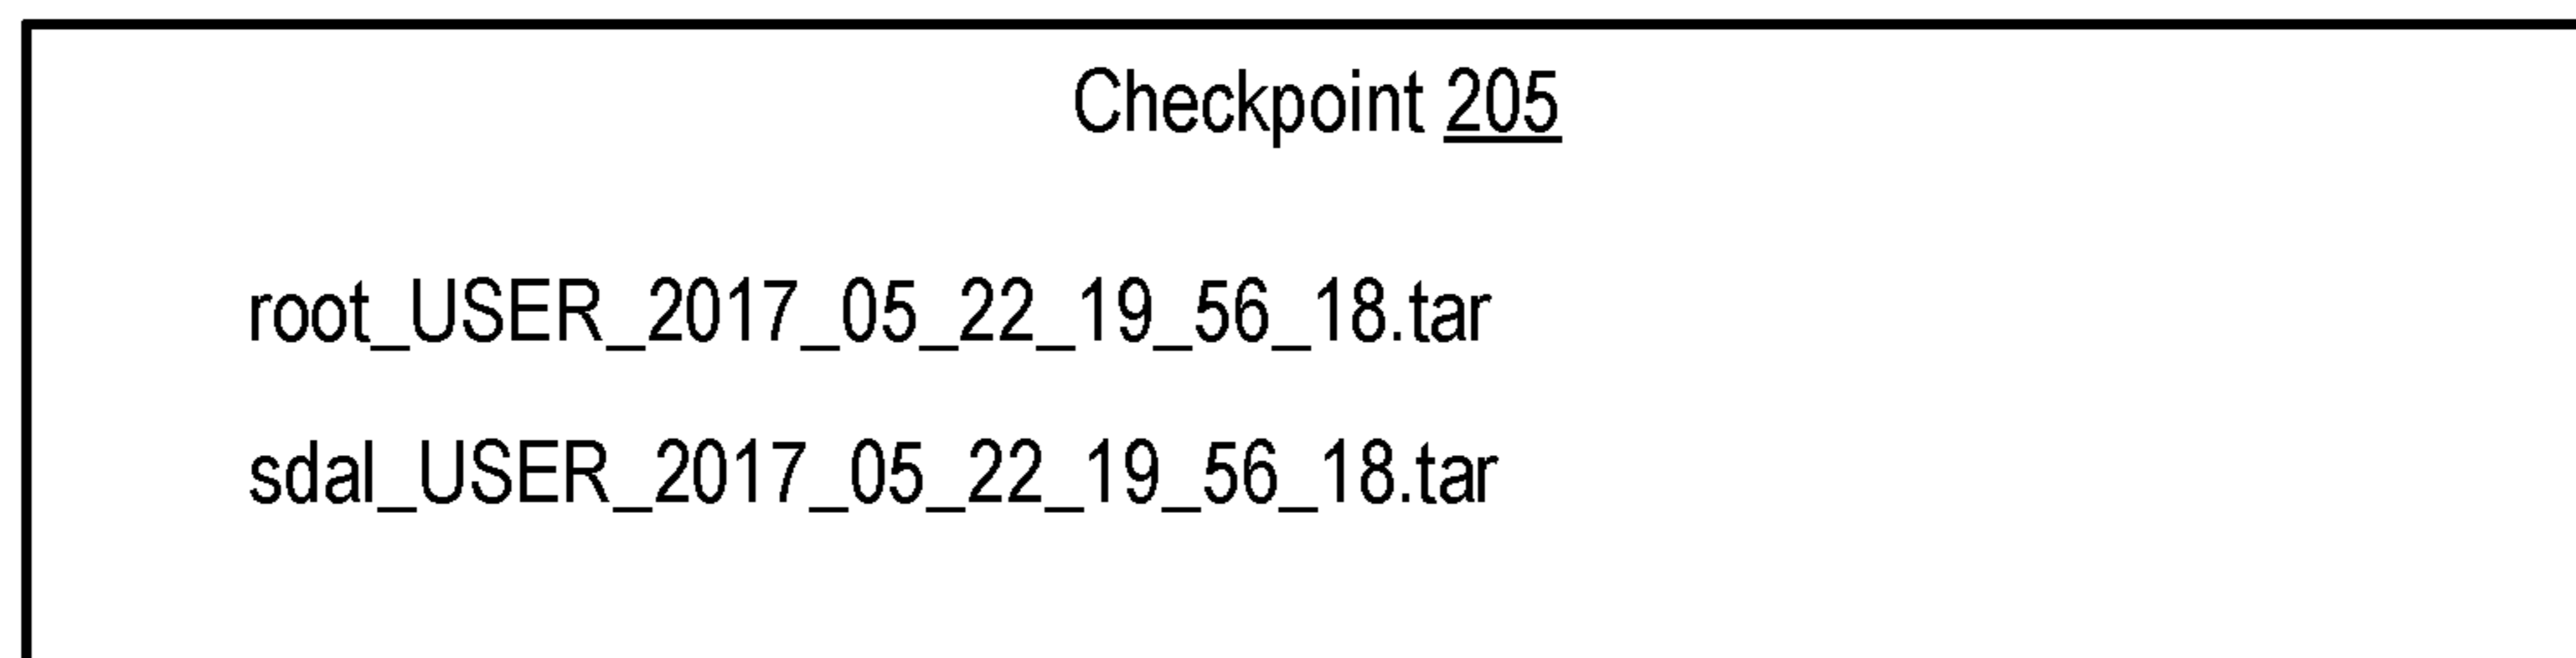 Checkpoint 205
root_USER_2017_05_22_19_56_18.tar
sdal_USER_2017_05_22_19_56_18.tar